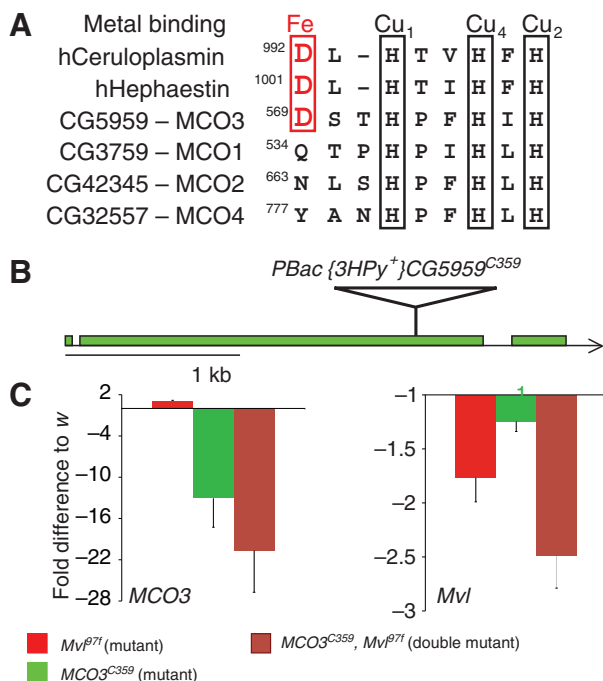 A
Metal binding Fe Cu1 Cu4 Cu2
hCeruloplasmin 992 D L – H T V H F H
hHephaestin 1001 D L – H T I H F H
CG5959 – MCO3 569 D S T H P F H I H
CG3759 – MCO1 534 Q T P H P I H L H
CG42345 – MCO2 663 N L S H P F H L H
CG32557 – MCO4 777 Y A N H P F H L H
B
PBac {3HPy+}CG5959C359
1 kb
C
Fold difference to w
2
–4
–10
–16
–22
–28
MCO3
–1
–1.5
–2
–2.5
–3
1
Mvl
Mvl97f (mutant)
MCO3C359 (mutant)
MCO3C359, Mvl97f (double mutant)